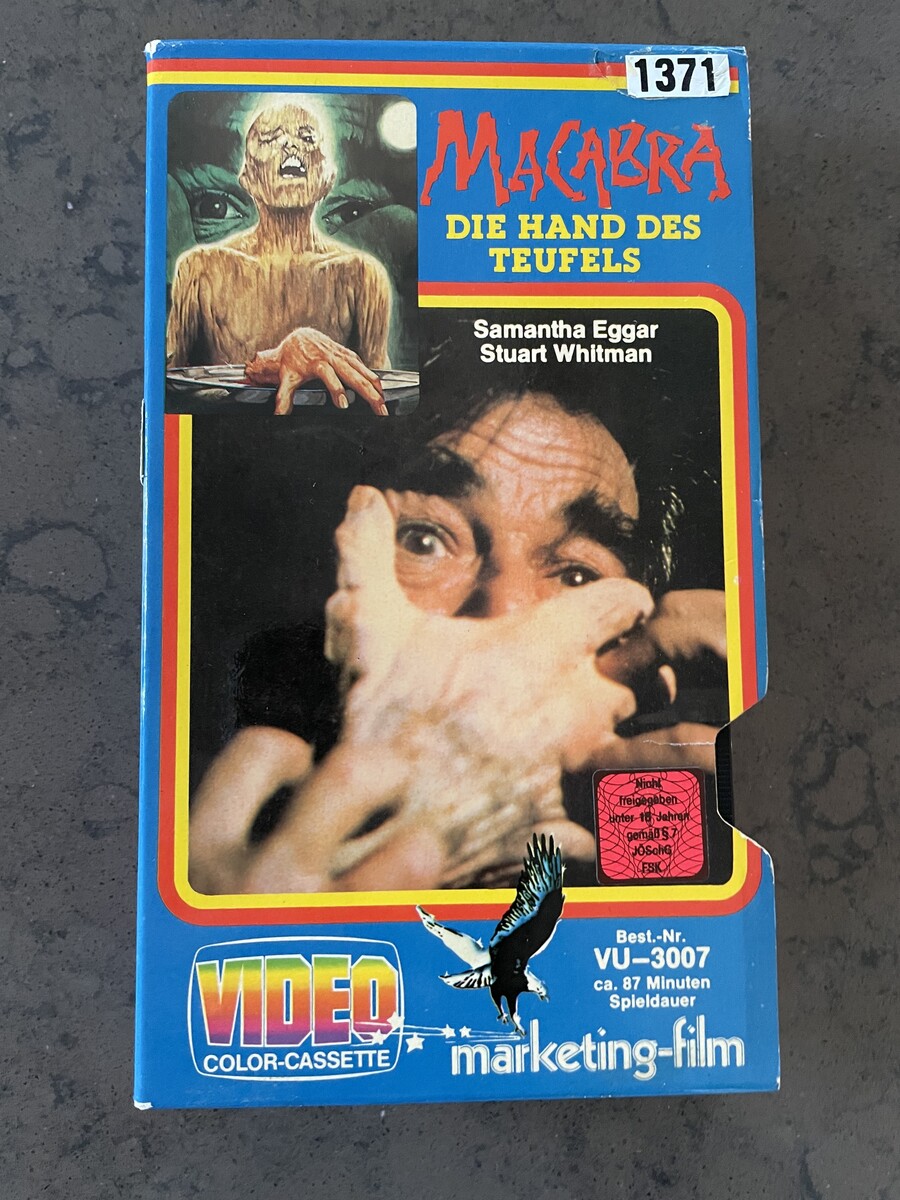 1371
MACABRA
DIE HAND DES
TEUFELS
Samantha Eggar
Stuart Whitman
Nicht
freigegeben
unter 18 Jahren
gemäß § 7
JÖSchG
FSK
VIDEO
COLOR-CASSETTE
Best.-Nr.
VU–3007
ca. 87 Minuten
Spieldauer
marketing-film